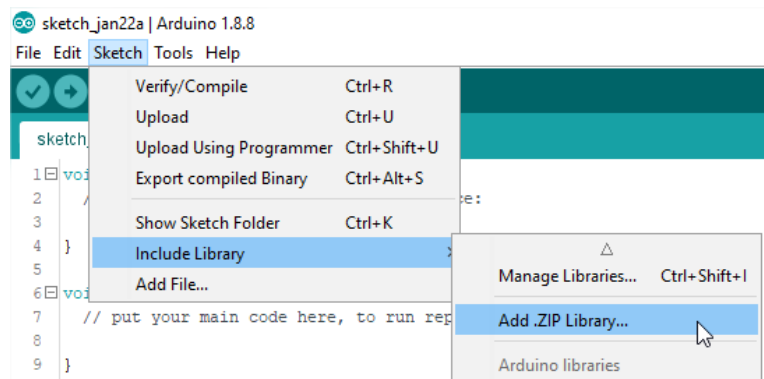 sketch_jan22a | Arduino 1.8.8
File Edit Sketch Tools Help
Verify/Compile Ctrl+R
Upload Ctrl+U
Upload Using Programmer Ctrl+Shift+U
Export compiled Binary Ctrl+Alt+S
Show Sketch Folder Ctrl+K
Include Library
Add File...
Manage Libraries... Ctrl+Shift+I
Add .ZIP Library...
Arduino libraries
sketch_
1 voi
2 /
3
4 }
5
6 voi
7 // put your main code here, to run rep
8
9 }